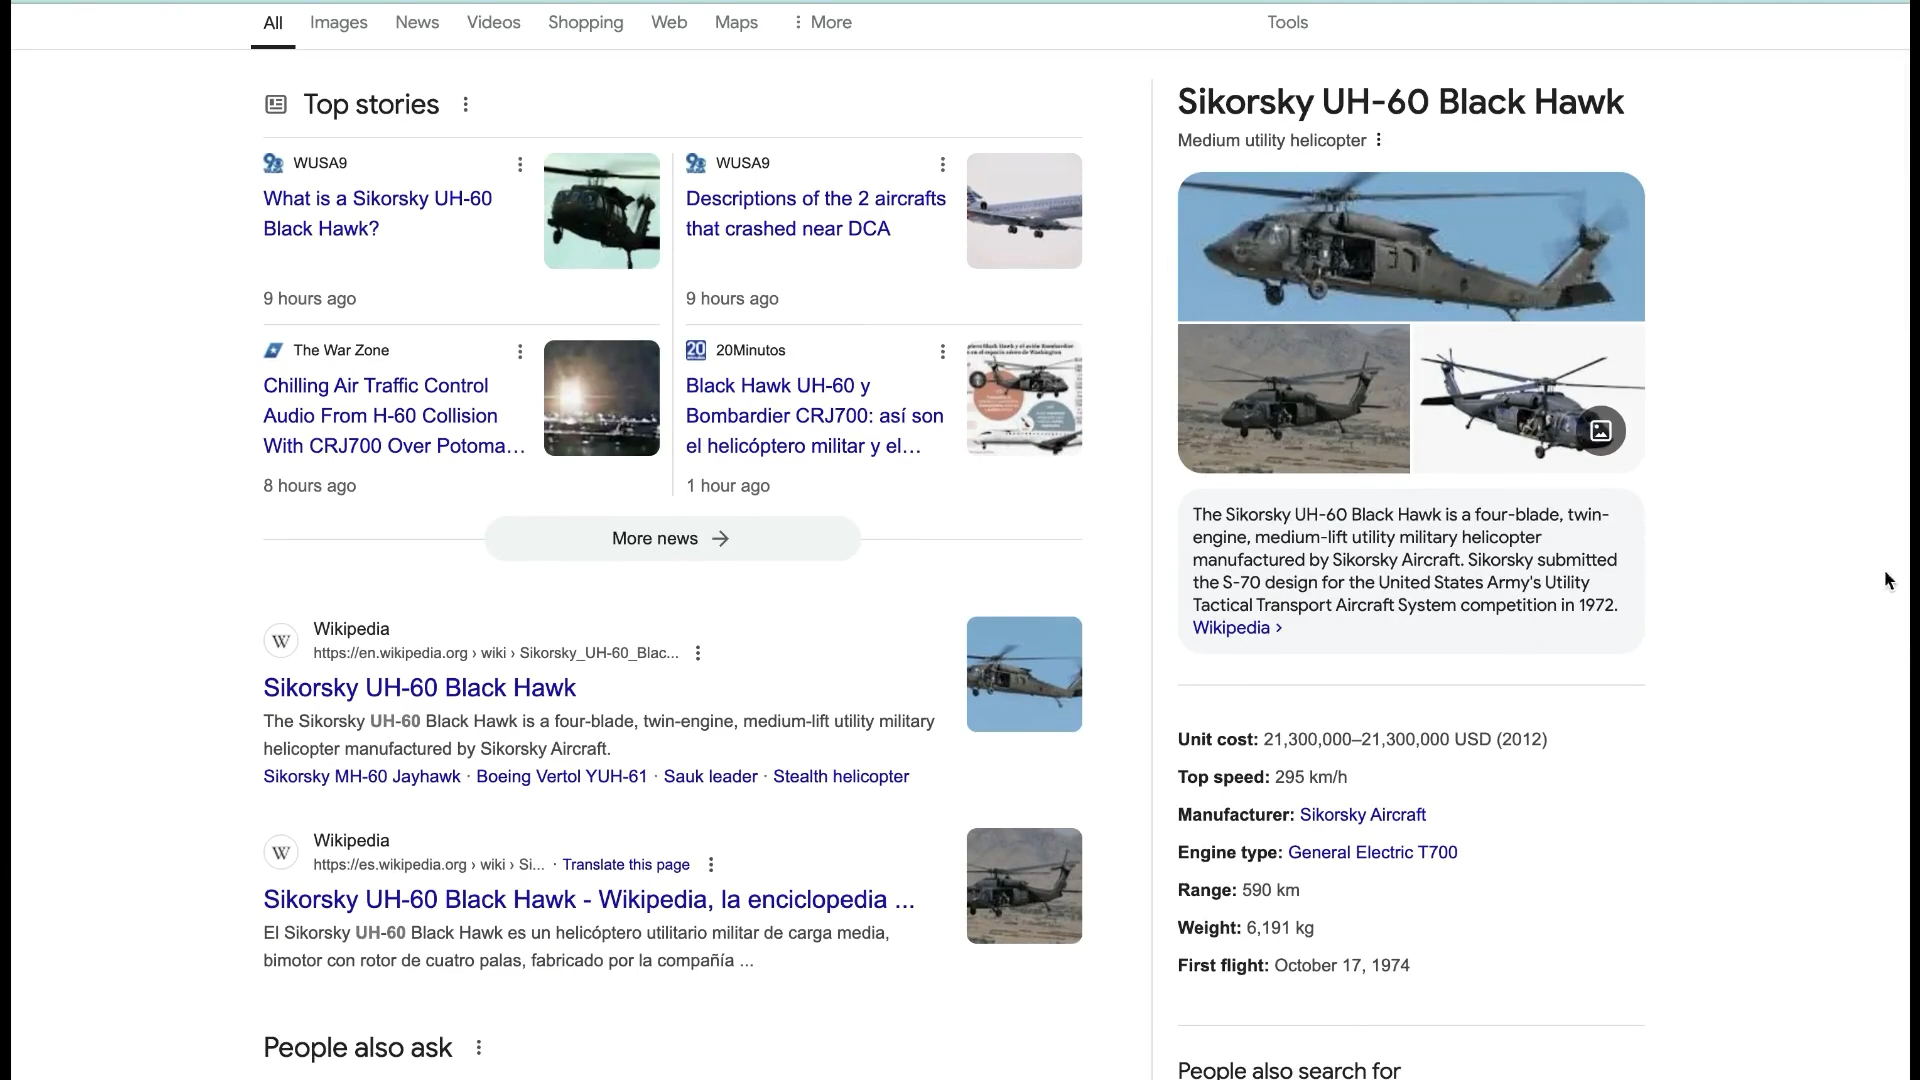 All Images News Videos Shopping Web Maps More Tools
Top stories
WUSA9
What is a Sikorsky UH-60
Black Hawk?
9 hours ago
WUSA9
Descriptions of the 2 aircrafts
that crashed near DCA
9 hours ago
The War Zone
Chilling Air Traffic Control
Audio From H-60 Collision
With CRJ700 Over Potoma...
8 hours ago
20
20Minutos
Black Hawk UH-60 y
Bombardier CRJ700: así son
el helicóptero militar y el...
1 hour ago
More news
W
Wikipedia
https://en.wikipedia.org › wiki › Sikorsky_UH-60_Blac...
Sikorsky UH-60 Black Hawk
The Sikorsky UH-60 Black Hawk is a four-blade, twin-engine, medium-lift utility military
helicopter manufactured by Sikorsky Aircraft.
Sikorsky MH-60 Jayhawk · Boeing Vertol YUH-61 · Sauk leader · Stealth helicopter
W
Wikipedia
https://es.wikipedia.org › wiki › Si... · Translate this page
Sikorsky UH-60 Black Hawk - Wikipedia, la enciclopedia ...
El Sikorsky UH-60 Black Hawk es un helicóptero utilitario militar de carga media,
bimotor con rotor de cuatro palas, fabricado por la compañía ...
People also ask
Sikorsky UH-60 Black Hawk
Medium utility helicopter
The Sikorsky UH-60 Black Hawk is a four-blade, twin-
engine, medium-lift utility military helicopter
manufactured by Sikorsky Aircraft. Sikorsky submitted
the S-70 design for the United States Army's Utility
Tactical Transport Aircraft System competition in 1972.
Wikipedia ›
Unit cost: 21,300,000–21,300,000 USD (2012)
Top speed: 295 km/h
Manufacturer: Sikorsky Aircraft
Engine type: General Electric T700
Range: 590 km
Weight: 6,191 kg
First flight: October 17, 1974
People also search for